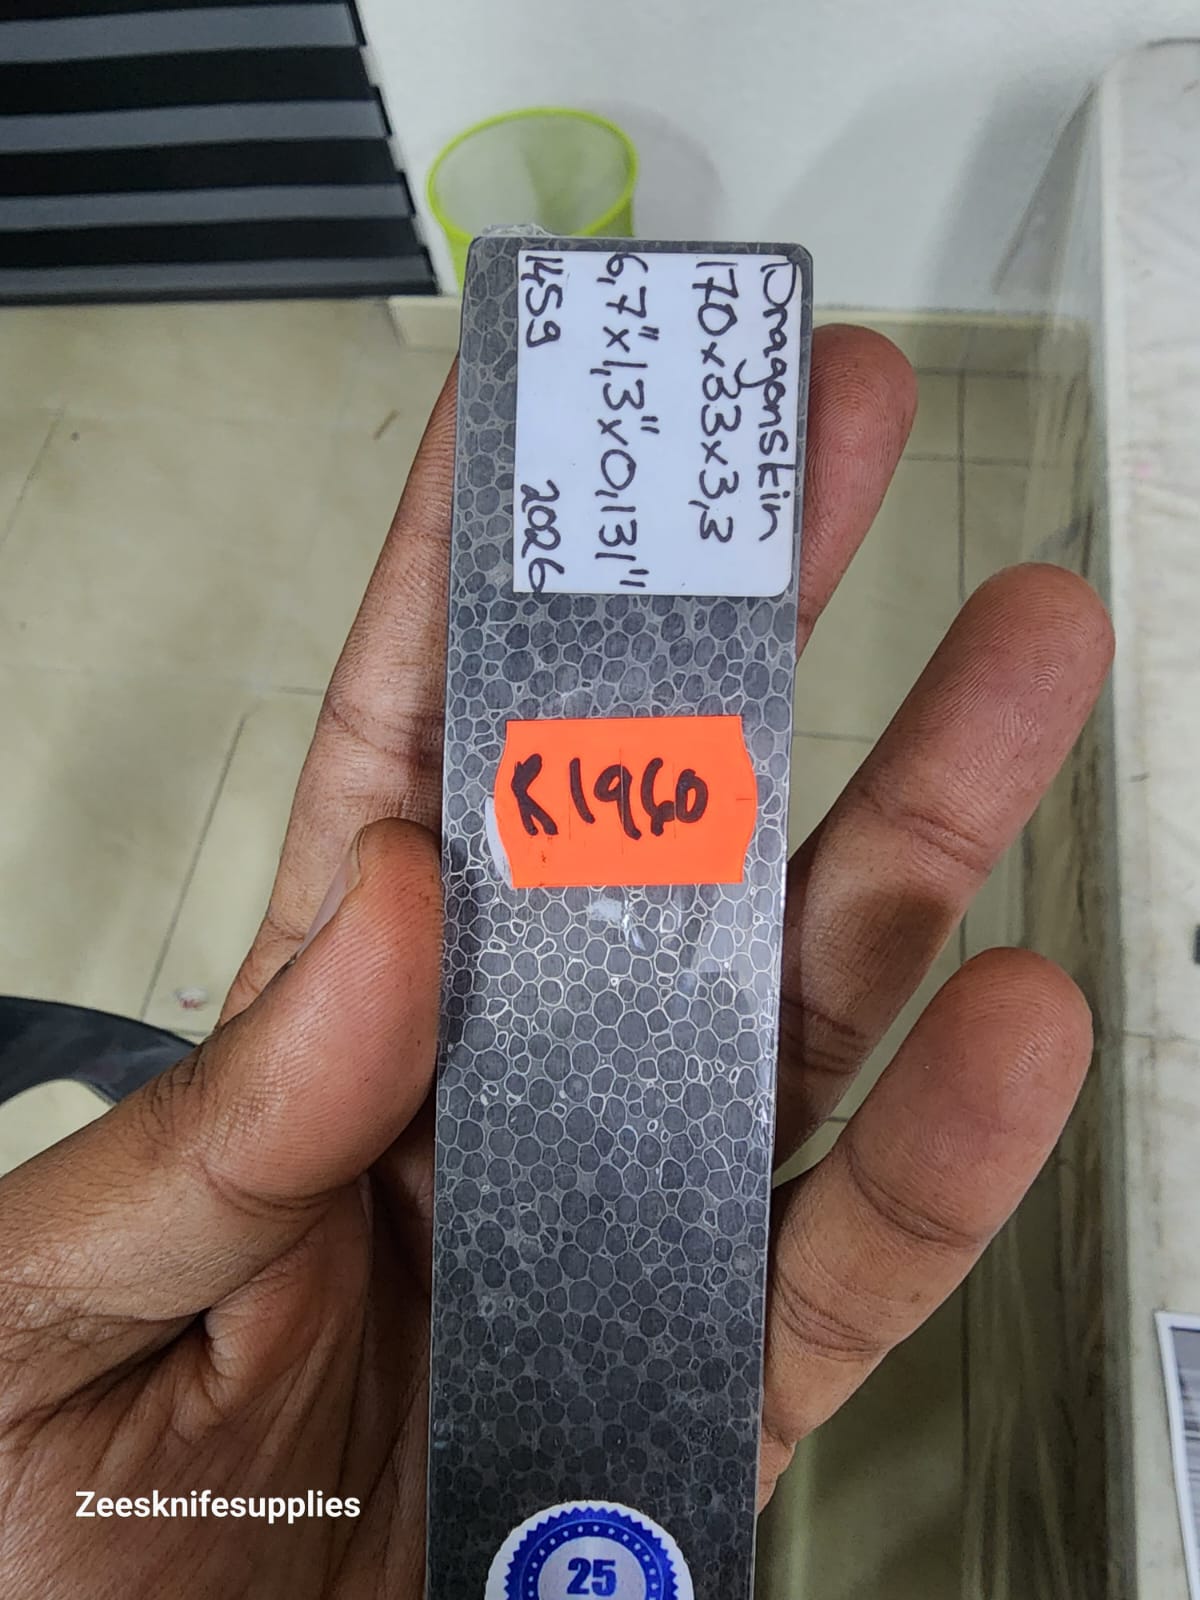 Dragonskin
170x33x3,3
6,7"x1,3"x0,131"
145g 2026
R1960
25
Zeesknifesupplies